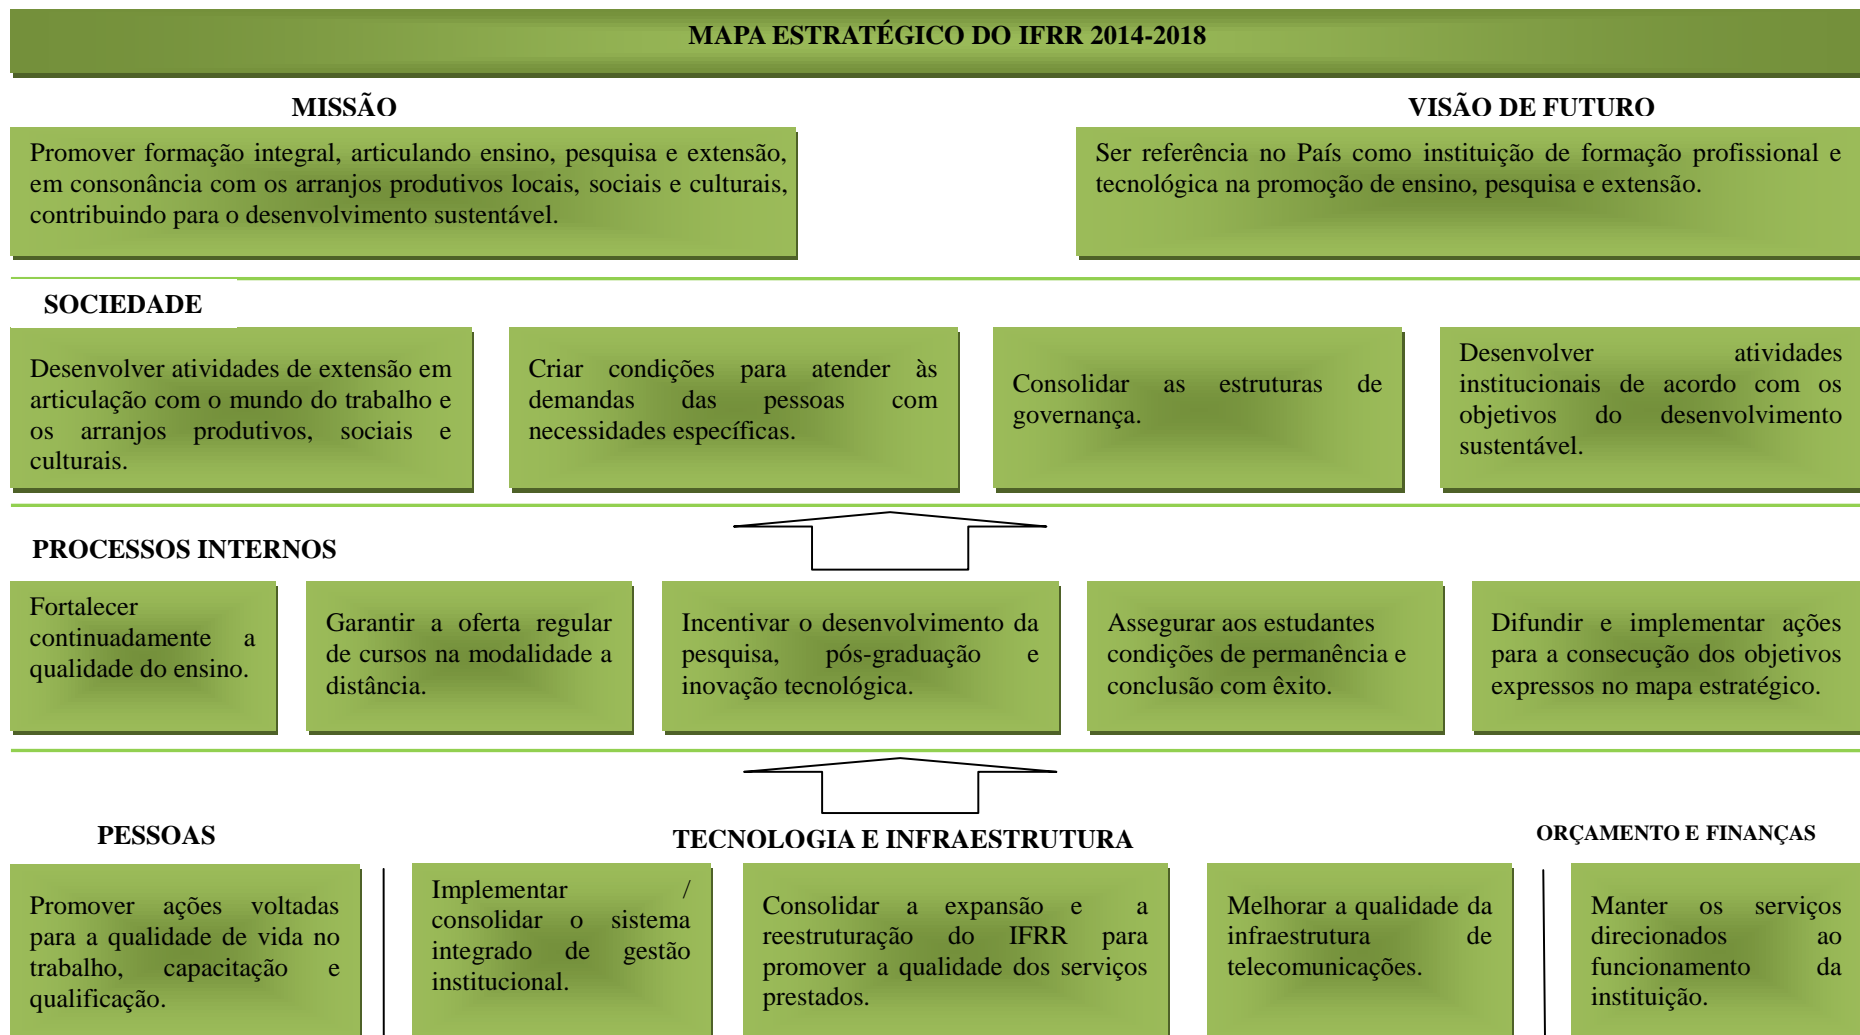 MAPA ESTRATÉGICO DO IFRR 2014-2018
MISSÃO
Promover formação integral, articulando ensino, pesquisa e extensão,
em consonância com os arranjos produtivos locais, sociais e culturais,
contribuindo para o desenvolvimento sustentável.
VISÃO DE FUTURO
Ser referência no País como instituição de formação profissional e
tecnológica na promoção de ensino, pesquisa e extensão.
SOCIEDADE
Desenvolver atividades de extensão em
articulação com o mundo do trabalho e
os arranjos produtivos, sociais e
culturais.
Criar condições para atender às
demandas das pessoas com
necessidades específicas.
Consolidar as estruturas de
governança.
Desenvolver atividades
institucionais de acordo com os
objetivos do desenvolvimento
sustentável.
PROCESSOS INTERNOS
Fortalecer
continuadamente a
qualidade do ensino.
Garantir a oferta regular
de cursos na modalidade a
distância.
Incentivar o desenvolvimento da
pesquisa, pós-graduação e
inovação tecnológica.
Assegurar aos estudantes
condições de permanência e
conclusão com êxito.
Difundir e implementar ações
para a consecução dos objetivos
expressos no mapa estratégico.
PESSOAS
Promover ações voltadas
para a qualidade de vida no
trabalho, capacitação e
qualificação.
TECNOLOGIA E INFRAESTRUTURA
Implementar /
consolidar o sistema
integrado de gestão
institucional.
Consolidar a expansão e a
reestruturação do IFRR para
promover a qualidade dos serviços
prestados.
Melhorar a qualidade da
infraestrutura de
telecomunicações.
ORÇAMENTO E FINANÇAS
Manter os serviços
direcionados ao
funcionamento da
instituição.